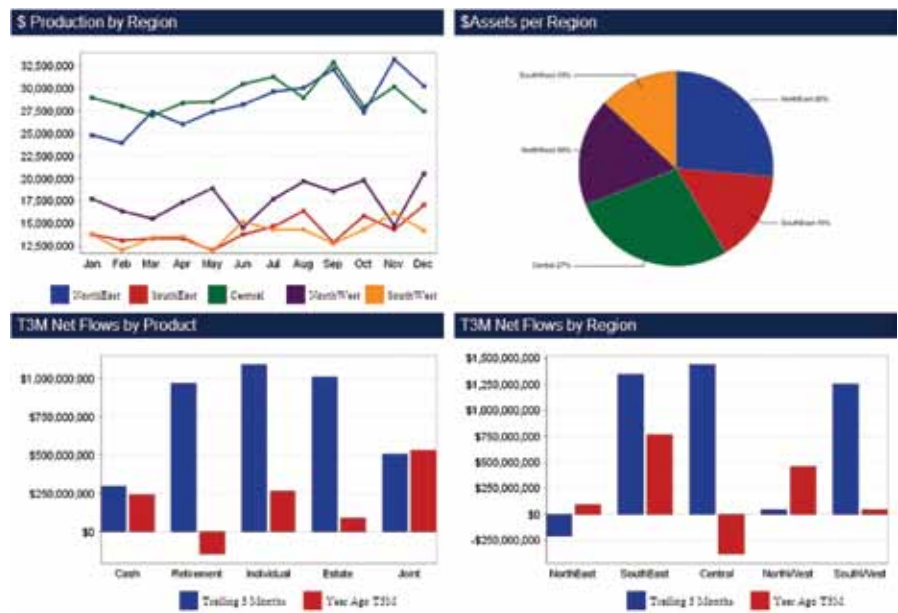 $ Production by Region
32,500,000
30,000,000
27,500,000
25,000,000
22,500,000
20,000,000
17,500,000
15,000,000
12,500,000
Jan Feb Mar Apr May Jun Jul Aug Sep Oct Nov Dec
NorthEast SouthEast Central NorthWest SouthWest
$Assets per Region
Central-27%
T3M Net Flows by Product
$1,000,000,000
$750,000,000
$500,000,000
$250,000,000
$0
Cash Retirement Individual Estate Joint
Trailing 3 Months Year Ago T3M
T3M Net Flows by Region
$1,500,000,000
$1,250,000,000
$1,000,000,000
$750,000,000
$500,000,000
$250,000,000
$0
-$250,000,000
NorthEast SouthEast Central NorthWest SouthWest
Trailing 3 Months Year Ago T3M